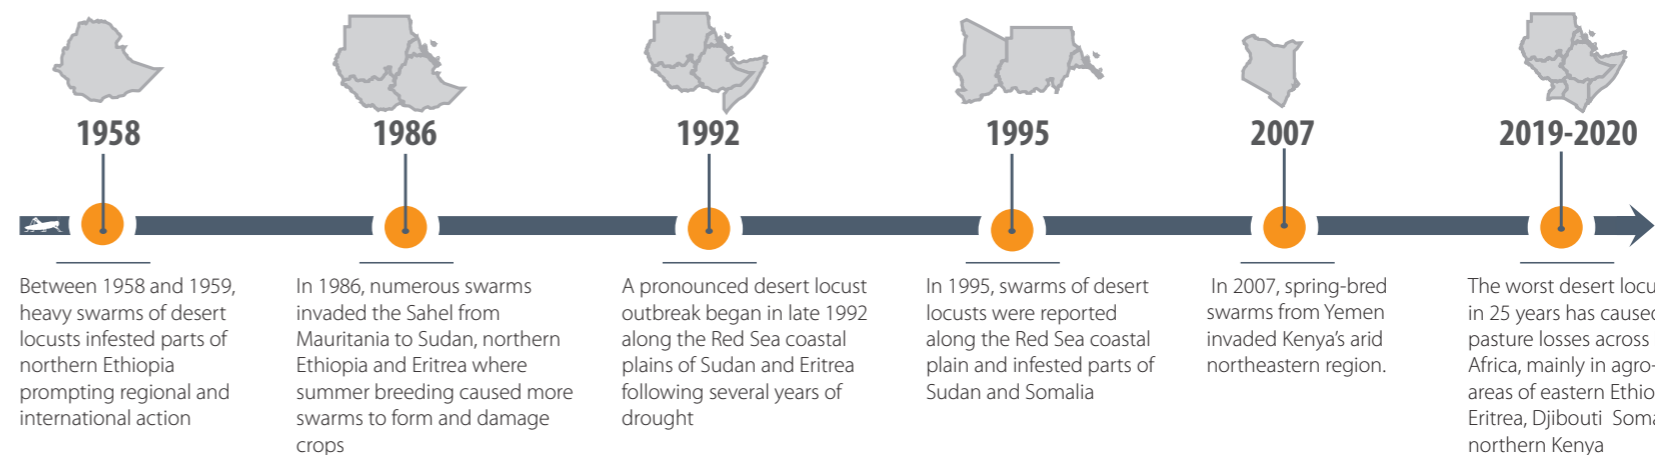 1958
Between 1958 and 1959,
heavy swarms of desert
locusts infested parts of
northern Ethiopia
prompting regional and
international action
1986
In 1986, numerous swarms
invaded the Sahel from
Mauritania to Sudan, northern
Ethiopia and Eritrea where
summer breeding caused more
swarms to form and damage
crops
1992
A pronounced desert locust
outbreak began in late 1992
along the Red Sea coastal
plains of Sudan and Eritrea
following several years of
drought
1995
In 1995, swarms of desert
locusts were reported
along the Red Sea coastal
plain and infested parts of
Sudan and Somalia
2007
In 2007, spring-bred
swarms from Yemen
invaded Kenya's arid
northeastern region.
2019-2020
The worst desert
in 25 years has
pasture losses across
Africa, mainly in agro-
areas of eastern
Eritrea, Djibouti
northern Kenya